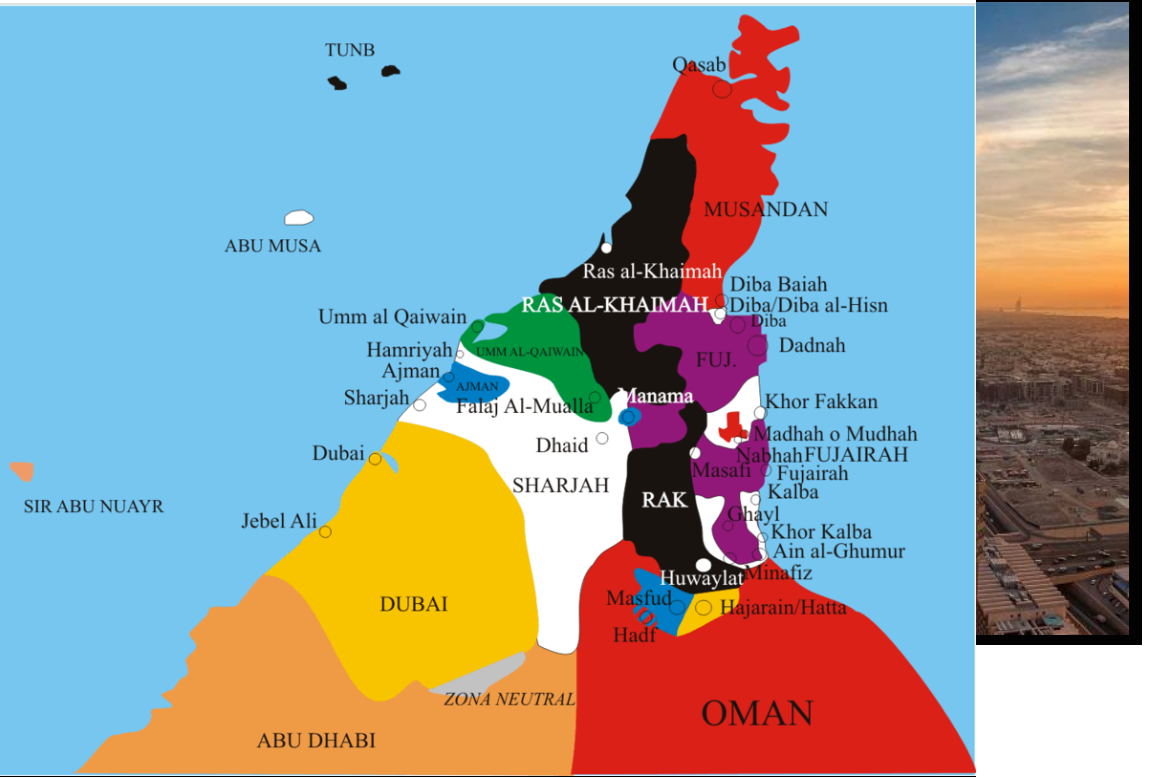 TUNB
Qasab
MUSANDAN
ABU MUSA
Ras al-Khaimah
Diba Baiah
RAS AL-KHAIMAH
Diba/Diba al-Hisn
Umm al Qaiwain
Diba
Dadnah
Hamriyah
UMM AL-QAIWAIN
FUJ.
Ajman
AJMAN
Sharjah
Falaj Al-Mualla
Manama
Khor Fakkan
Dhaid
Madhah o Mudhah
Dubai
Nabhah
FUJAIRAH
Masafi
Fujairah
SIR ABU NUAYR
SHARJAH
RAK
Kalba
Jebel Ali
Ghayl
Khor Kalba
Ain al-Ghumur
Huwaylat
Minafiz
DUBAI
Masfud
Hajarain/Hatta
Hadf
ZONA NEUTRAL
OMAN
ABU DHABI